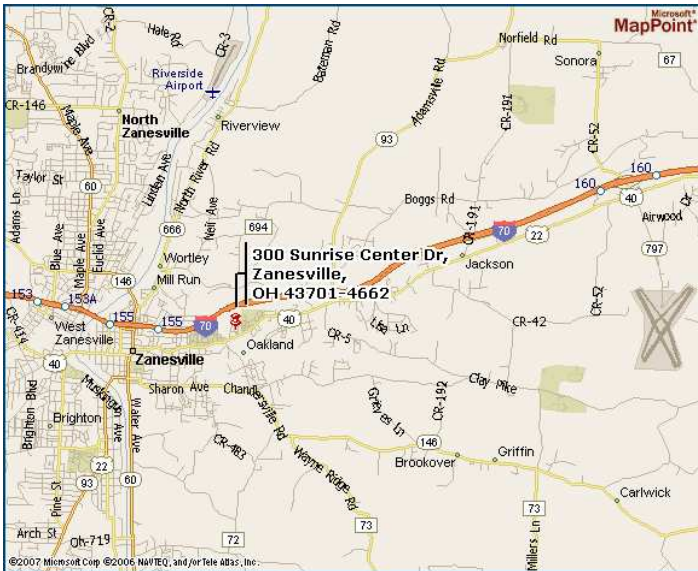 Microsoft®
MapPoint®
CR-2
Hale Rd
CR-3
Bateman Rd
Norfield Rd
Sonora
67
Brandywine Blvd
Riverside
Airport
Adamsville Rd
CR-191
CR-146
Maple Ave
North
Zanesville
Riverview
93
CR-52
Linden Ave
North River Rd
160
160
Taylor St
60
Adams Ln
Boggs Rd
40
Neil Ave
CR-191
Airwood Dr
Blue Ave
Maple Ave
Euclid Ave
666
694
70
22
797
Wortley
300 Sunrise Center Dr,
Zanesville,
OH 43701-4662
Jackson
146
Mill Run
153
153A
155
155
70
40
Lisa Ln
CR-52
CR-414
West
Zanesville
CR-5
CR-42
Oakland
Zanesville
40
Muskingum Ave
Sharon Ave
Chandlersville Rd
Clay Pike
Brighton Blvd
Brighton
Water Ave
Grieves Ln
CR-192
CR-483
Wayne Ridge Rd
146
Griffin
22
Brookover
93
60
Pine St
Carlwick
73
73
Millers Ln
Arch St
Oh-719
72
©2007 Microsoft Corp ©2006 NAVTEQ, and/or Tele Atlas, Inc.